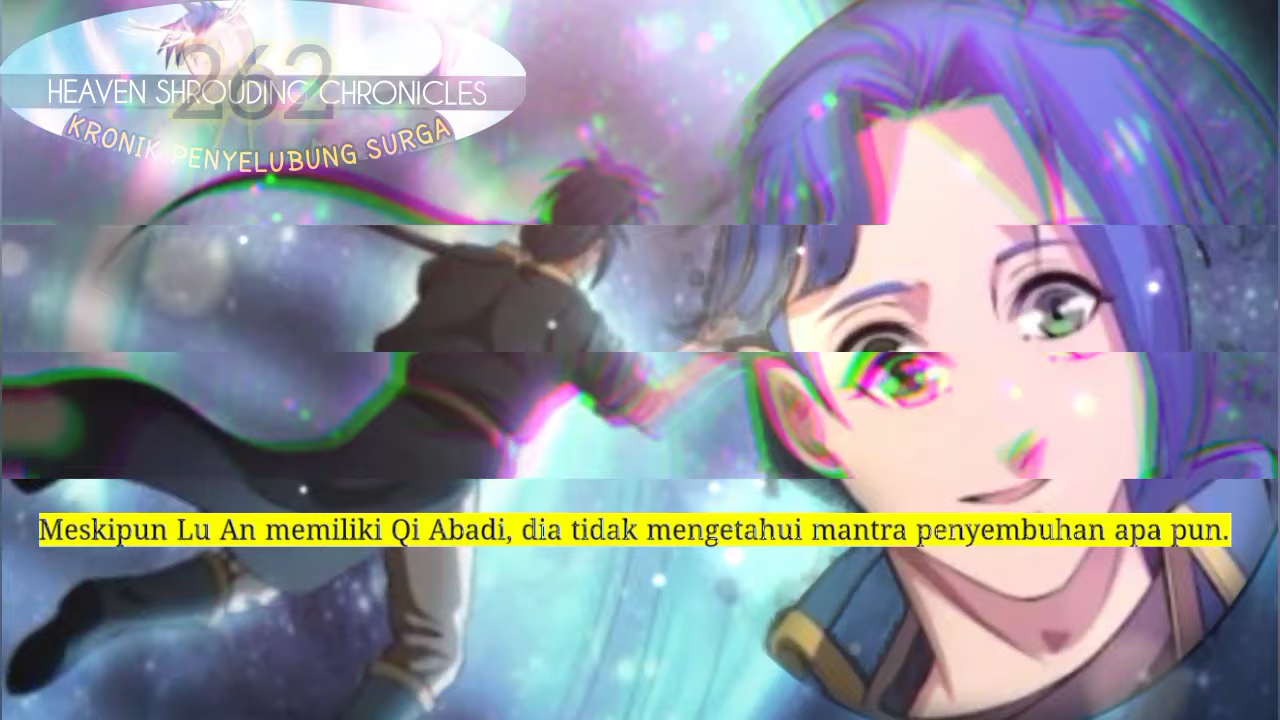 262
HEAVEN SHROUDING CHRONICLES
KRONIK PENYELUBUNG SURGA
Meskipun Lu An memiliki Qi Abadi, dia tidak mengetahui mantra penyembuhan apa pun.